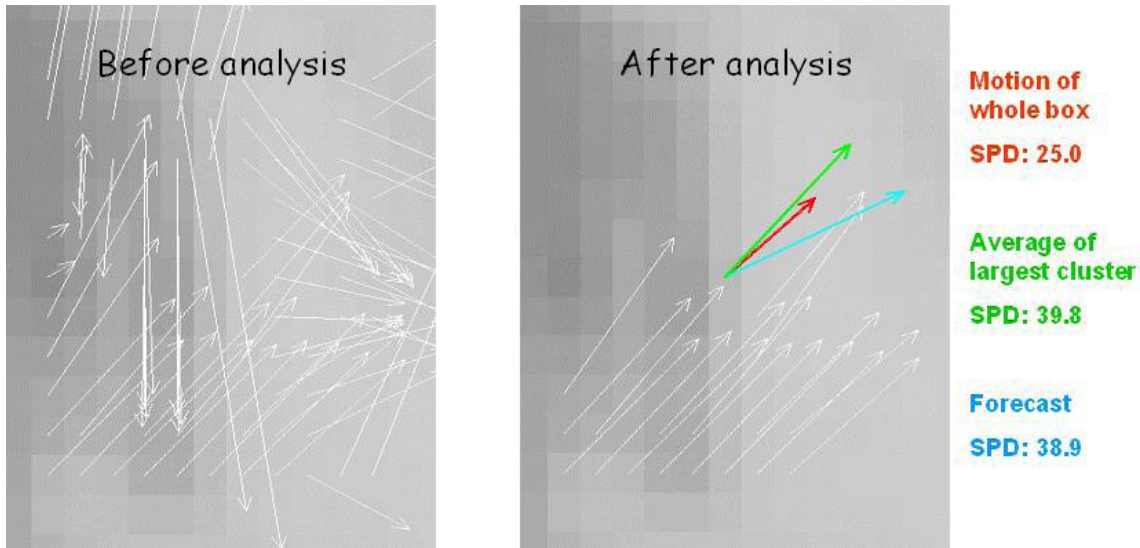 Before analysis
After analysis
Motion of
whole box
SPD: 25.0
Average of
largest cluster
SPD: 39.8
Forecast
SPD: 38.9